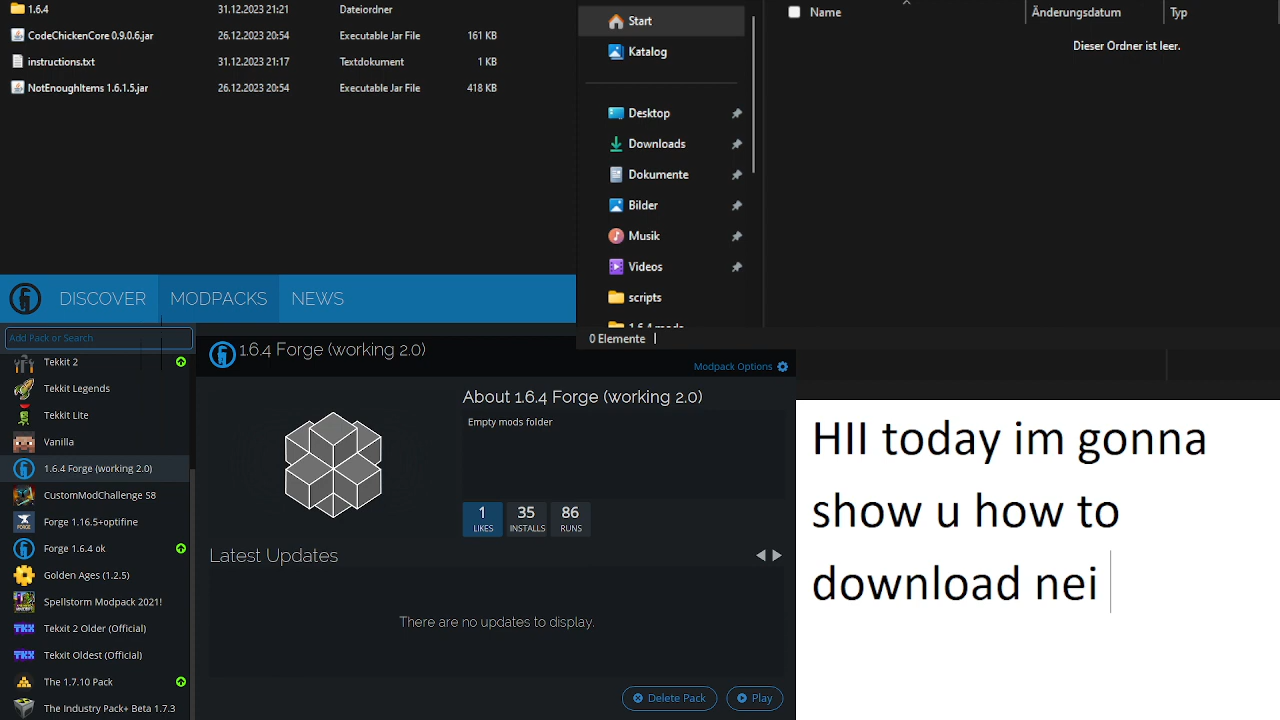 1.6.4 31.12.2023 21:21 Dateiordner
CodeChickenCore 0.9.0.6.jar 26.12.2023 20:54 Executable Jar File 161 KB
instructions.txt 31.12.2023 21:17 Textdokument 1 KB
NotEnoughItems 1.6.1.5.jar 26.12.2023 20:54 Executable Jar File 418 KB
Start
Katalog
Desktop
Downloads
Dokumente
Bilder
Musik
Videos
scripts
1.6.4 mods
0 Elemente
Name Änderungsdatum Typ
Dieser Ordner ist leer.
DISCOVER MODPACKS NEWS
Add Pack or Search
Tekkit 2
Tekkit Legends
Tekkit Lite
Vanilla
1.6.4 Forge (working 2.0)
CustomModChallenge S8
Forge 1.16.5+optifine
Forge 1.6.4 ok
Golden Ages (1.2.5)
Spellstorm Modpack 2021!
Tekxit 2 Older (Official)
Tekxit Oldest (Official)
The 1.7.10 Pack
The Industry Pack+ Beta 1.7.3
1.6.4 Forge (working 2.0)
Modpack Options
About 1.6.4 Forge (working 2.0)
Empty mods folder
1 35 86
LIKES INSTALLS RUNS
Latest Updates
There are no updates to display.
Delete Pack Play
HII today im gonna
show u how to
download nei